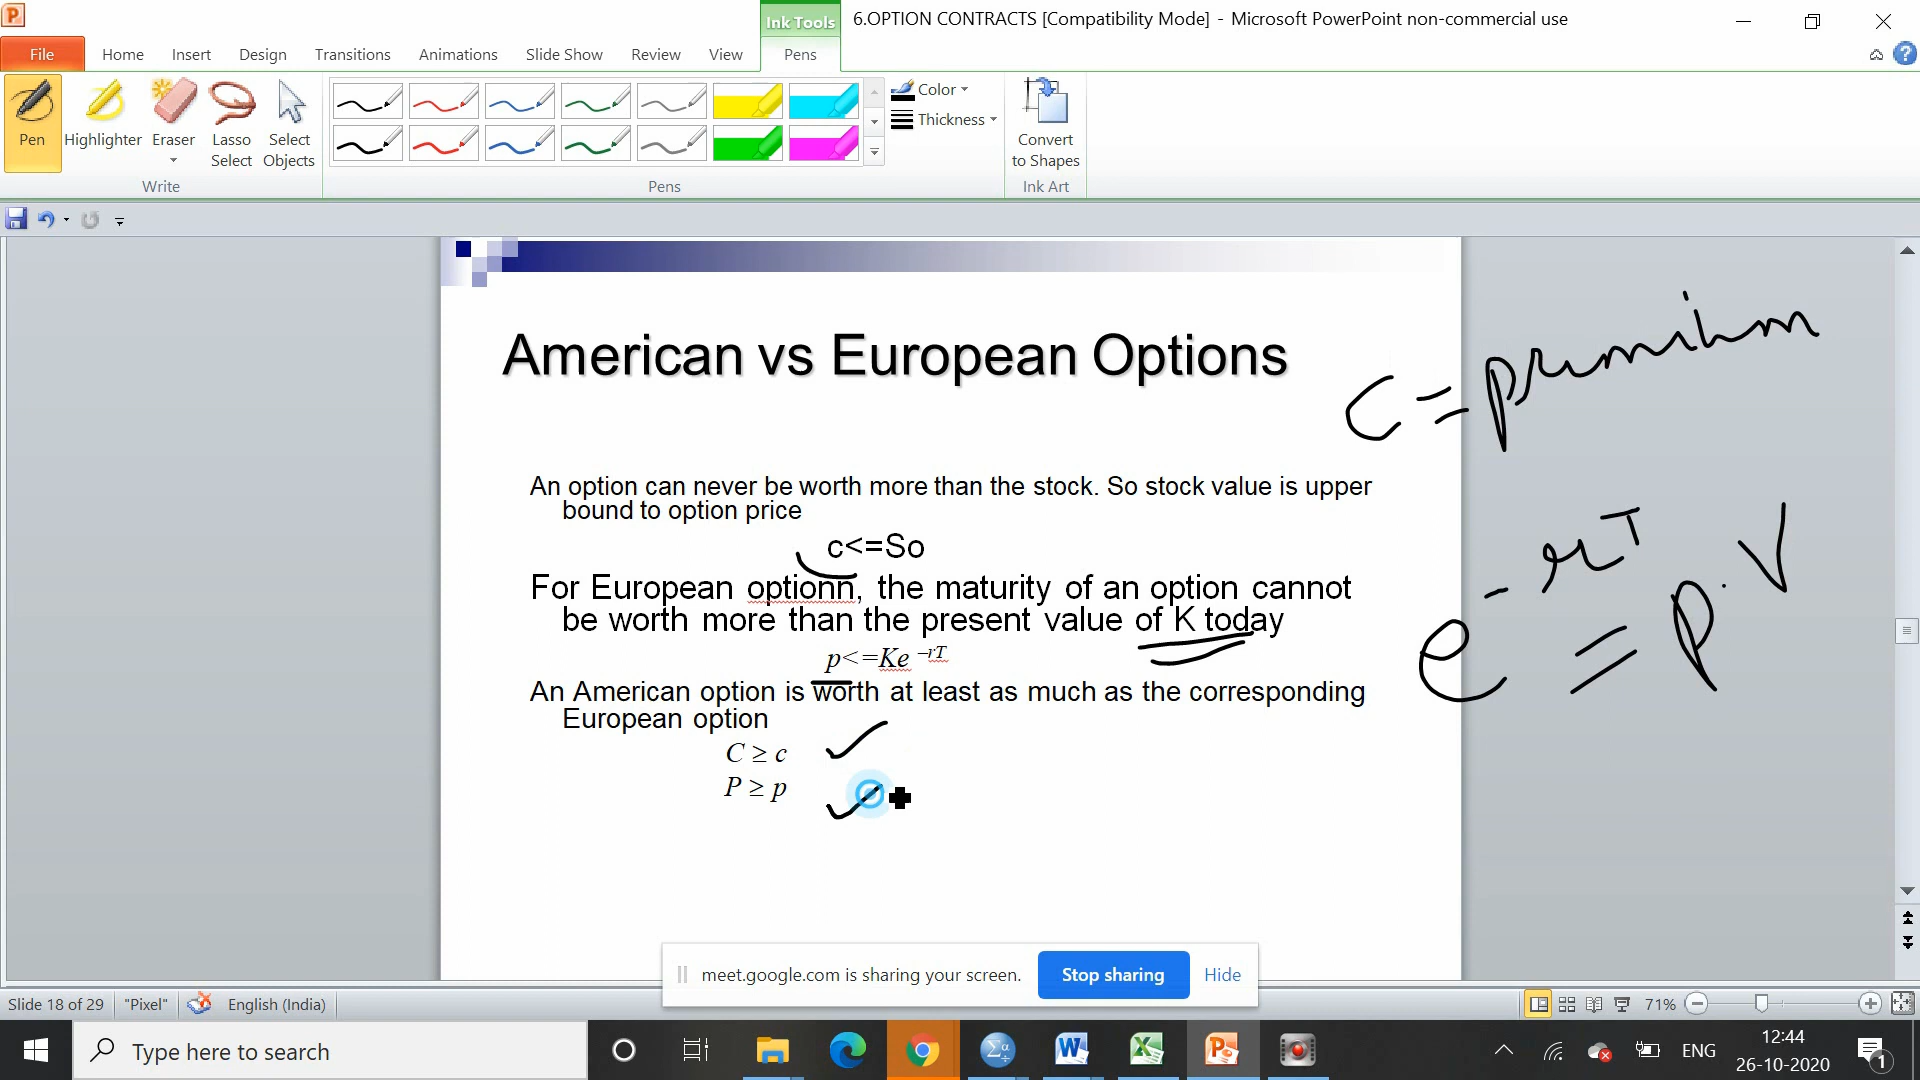 Ink Tools
6.OPTION CONTRACTS [Compatibility Mode] - Microsoft PowerPoint non-commercial use
File Home Insert Design Transitions Animations Slide Show Review View Pens
Pen Highlighter Eraser Lasso Select Select Objects
Color
Thickness
Convert to Shapes
Write Pens Ink Art
American vs European Options
c = premium
An option can never be worth more than the stock. So stock value is upper
bound to option price
c<=So
For European optionn, the maturity of an option cannot
be worth more than the present value of K today
p<=Ke –rT
e -rT = p.V
An American option is worth at least as much as the corresponding
European option
C ≥ c
P ≥ p
meet.google.com is sharing your screen. Stop sharing Hide
Slide 18 of 29 "Pixel" English (India) 71%
Type here to search
ENG
12:44
26-10-2020
1